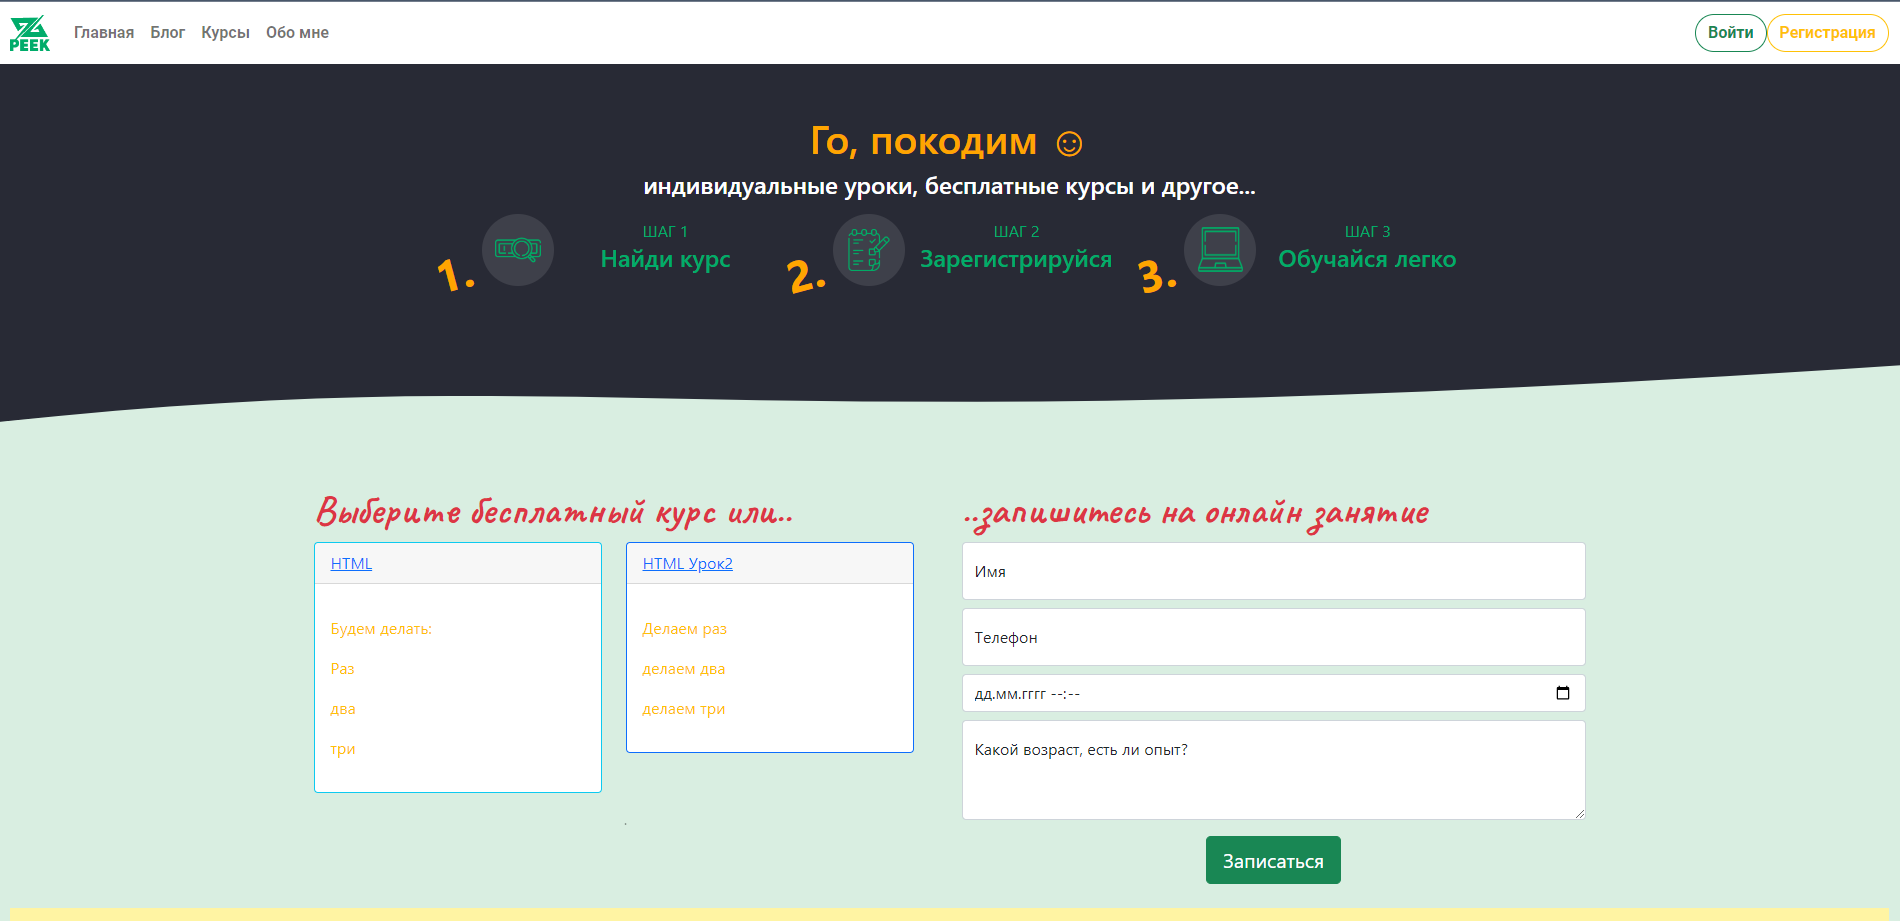 PEEK
Главная Блог Курсы Обо мне
Войти Регистрация
Го, покодим ☺
индивидуальные уроки, бесплатные курсы и другое...
1.
ШАГ 1
Найди курс
2.
ШАГ 2
Зарегистрируйся
3.
ШАГ 3
Обучайся легко
Выберите бесплатный курс или..
HTML
Будем делать:
Раз
два
три
HTML Урок2
Делаем раз
делаем два
делаем три
.
..запишитесь на онлайн занятие
Имя
Телефон
дд.мм.гггг --:--
Какой возраст, есть ли опыт?
Записаться